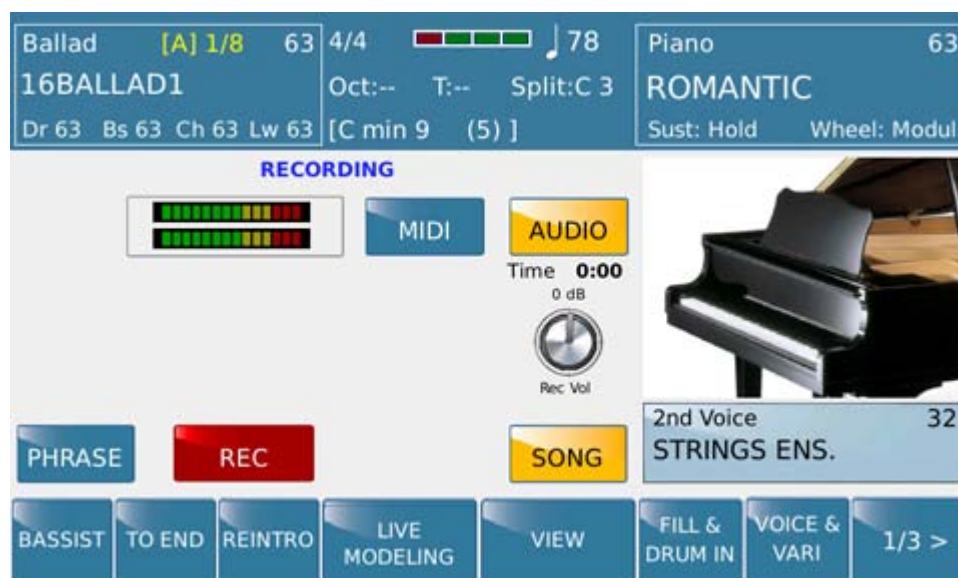 Ballad [A] 1/8 63
16BALLAD1
Dr 63 Bs 63 Ch 63 Lw 63
4/4 78
Oct:-- T:-- Split:C 3
[C min 9 (5) ]
Piano 63
ROMANTIC
Sust: Hold Wheel: Modul
RECORDING
MIDI
AUDIO
Time 0:00
0 dB
Rec Vol
2nd Voice 32
STRINGS ENS.
PHRASE
REC
SONG
BASSIST
TO END
REINTRO
LIVE
MODELING
VIEW
FILL &
DRUM IN
VOICE &
VARI
1/3 >